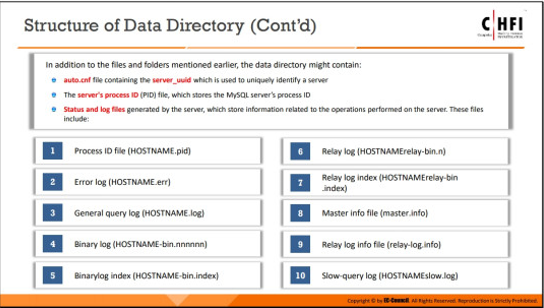 Structure of Data Directory (Cont'd)
CHFI
In addition to the files and folders mentioned earlier, the data directory might contain:
auto.cnf file containing the server_uuid which is used to uniquely identify a server
The server's process ID (PID) file, which stores the MySQL server's process ID
Status and log files generated by the server, which store information related to the operations performed on the server. These files
include:
1 Process ID file (HOSTNAME.pid)
2 Error log (HOSTNAME.err)
3 General query log (HOSTNAME.log)
4 Binary log (HOSTNAME-bin.nnnnnn)
5 Binarylog index (HOSTNAME-bin.index)
6 Relay log (HOSTNAMErelay-bin.n)
7 Relay log index (HOSTNAMErelay-bin
.index)
8 Master info file (master.info)
9 Relay log info file (relay-log.info)
10 Slow-query log (HOSTNAMEslow.log)
Copyright © by EC-Council. All Rights Reserved. Reproduction is Strictly Prohibited.